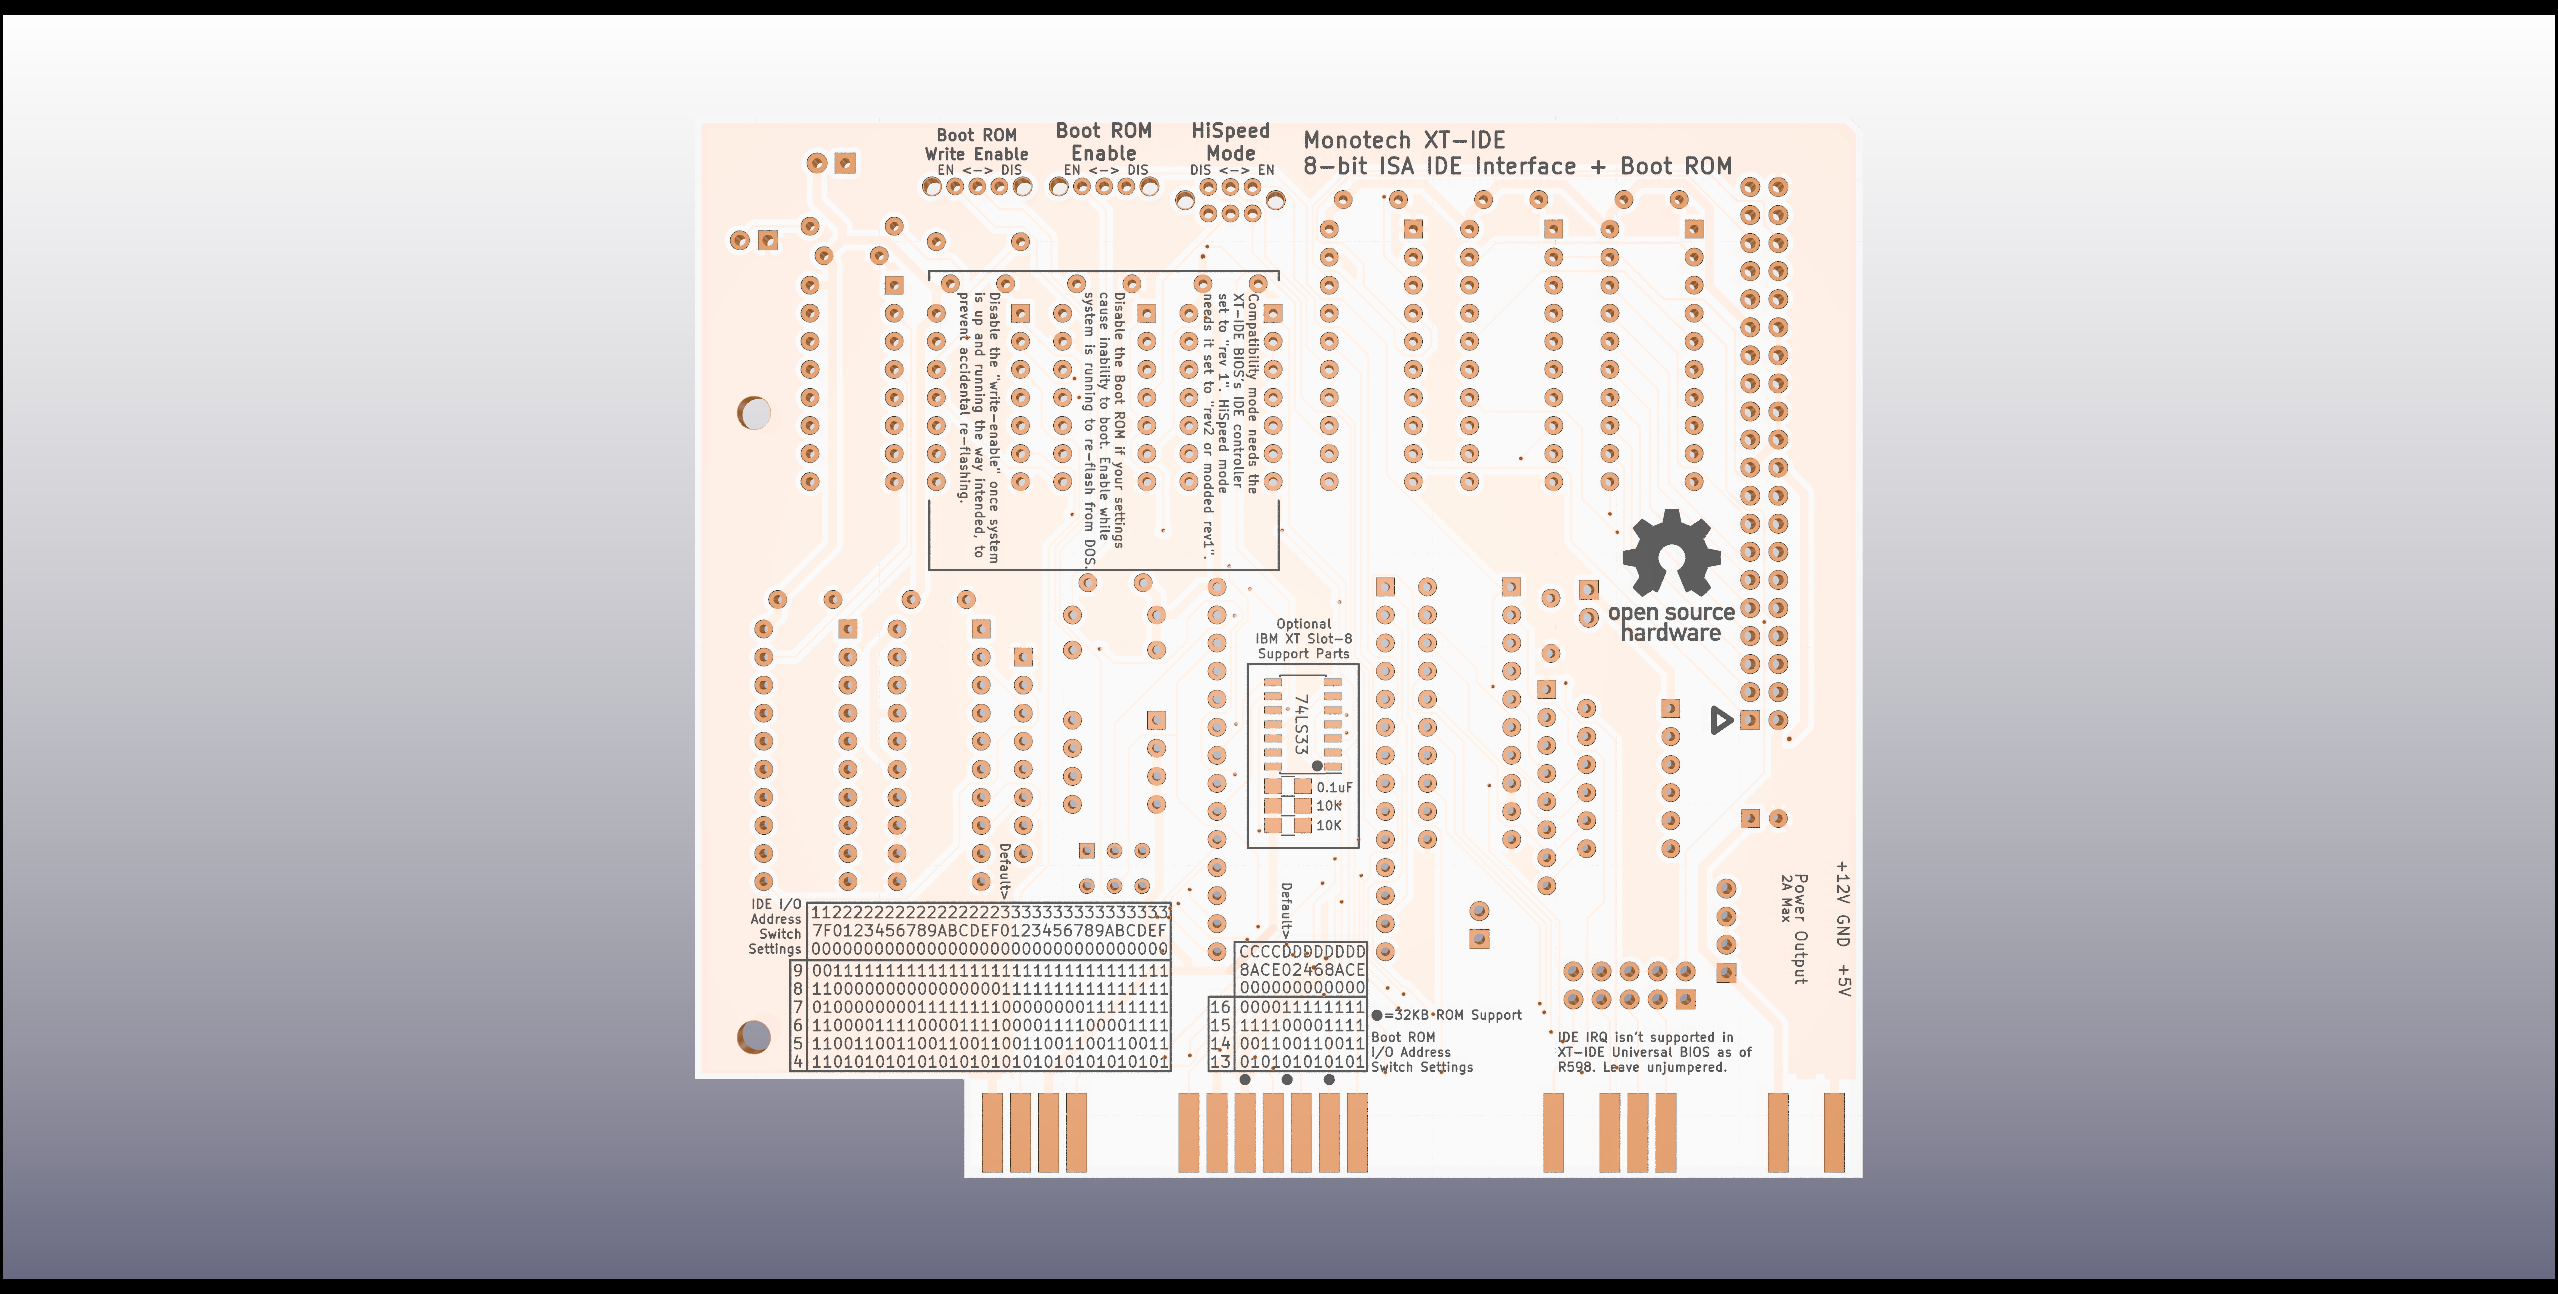 Boot ROM
Write Enable
EN <-> DIS
Boot ROM
Enable
EN <-> DIS
HiSpeed
Mode
DIS <-> EN
Monotech XT-IDE
8-bit ISA IDE Interface + Boot ROM
Disable the "write-enable" once system
is up and running the way intended, to
prevent accidental re-flashing.
Disable the Boot ROM if your settings
cause inability to boot. Enable while
system is running to re-flash from DOS.
Compatibility mode needs the
XT-IDE BIOS's IDE controller
set to "rev 1". HiSpeed mode
needs it set to "rev2 or modded rev1".
open source
hardware
Optional
IBM XT Slot-8
Support Parts
74LS33
0.1uF
10K
10K
Default>
IDE I/O
Address
Switch
Settings
1122222222222222223333333333333333
7F0123456789ABCDEF0123456789ABCDEF
0000000000000000000000000000000000
9 0011111111111111111111111111111111
8 1100000000000000001111111111111111
7 0100000000111111110000000011111111
6 1100001111000011110000111100001111
5 1100110011001100110011001100110011
4 1101010101010101010101010101010101
Default>
CCCCDDDDDDDD
8ACE02468ACE
000000000000
16 000011111111
15 111100001111
14 001100110011
13 010101010101
●=32KB ROM Support
Boot ROM
I/O Address
Switch Settings
IDE IRQ isn't supported in
XT-IDE Universal BIOS as of
R598. Leave unjumpered.
Power Output
2A Max
+12V GND +5V